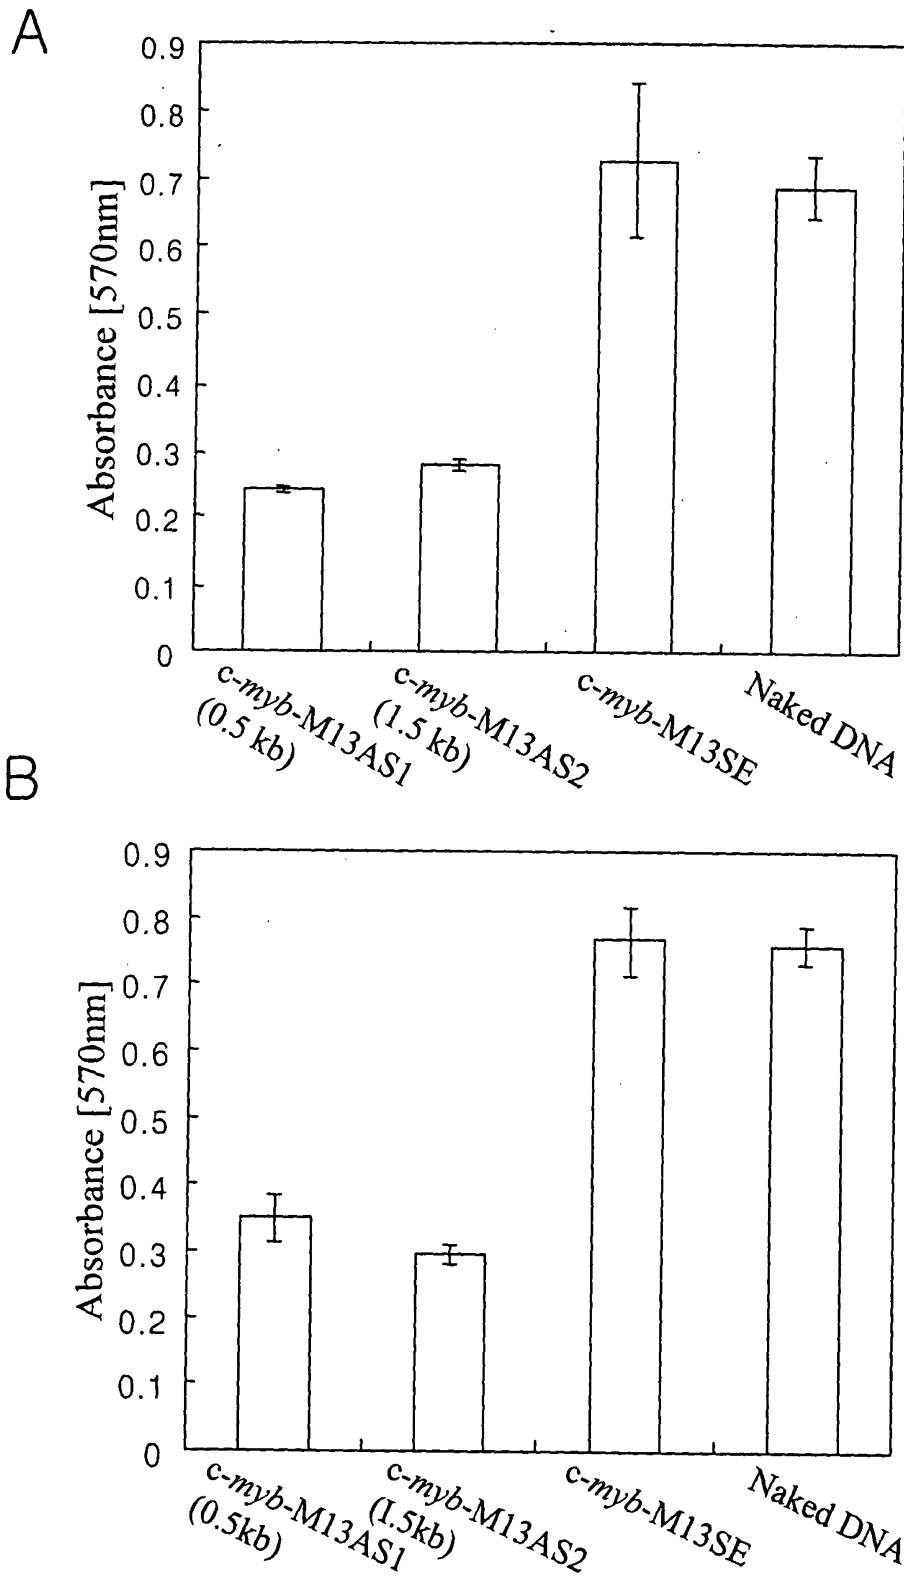 A
0.9
0.8
0.7
0.6
0.5
0.4
0.3
0.2
0.1
0
Absorbance [570nm]
c-myb-M13AS1
(0.5 kb)
c-myb-M13AS2
(1.5 kb)
c-myb-M13SE
Naked DNA
B
0.9
0.8
0.7
0.6
0.5
0.4
0.3
0.2
0.1
0
Absorbance [570nm]
c-myb-M13AS1
(0.5kb)
c-myb-M13AS2
(1.5kb)
c-myb-M13SE
Naked DNA